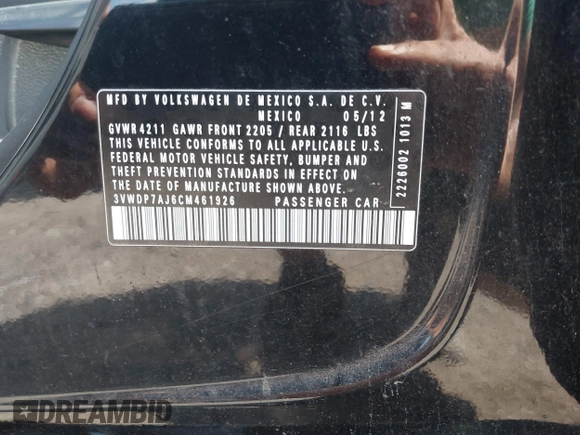 MFD BY VOLKSWAGEN DE MEXICO S.A. DE C.V.
MEXICO 05/12
GVWR 4211 GAWR FRONT 2205 / REAR 2116 LBS
THIS VEHICLE CONFORMS TO ALL APPLICABLE U.S.
FEDERAL MOTOR VEHICLE SAFETY, BUMPER AND
THEFT PREVENTION STANDARDS IN EFFECT ON
THE DATE OF MANUFACTURE SHOWN ABOVE.
3VWDP7AJ6CM461926 PASSENGER CAR
2226002 1013 M
DREAMBID